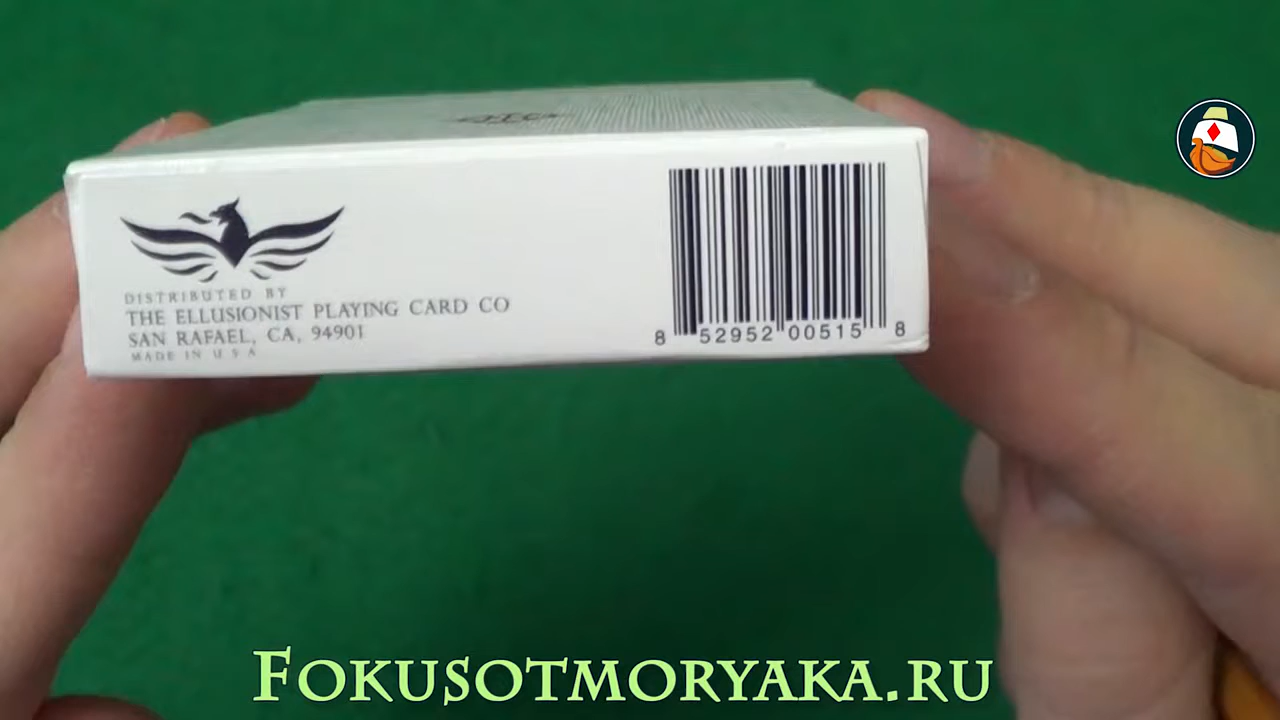 DISTRIBUTED BY
THE ELLUSIONIST PLAYING CARD CO
SAN RAFAEL, CA, 94901
MADE IN U S A
8 52952 00515 8
FOKUSOTMORYAKA.RU